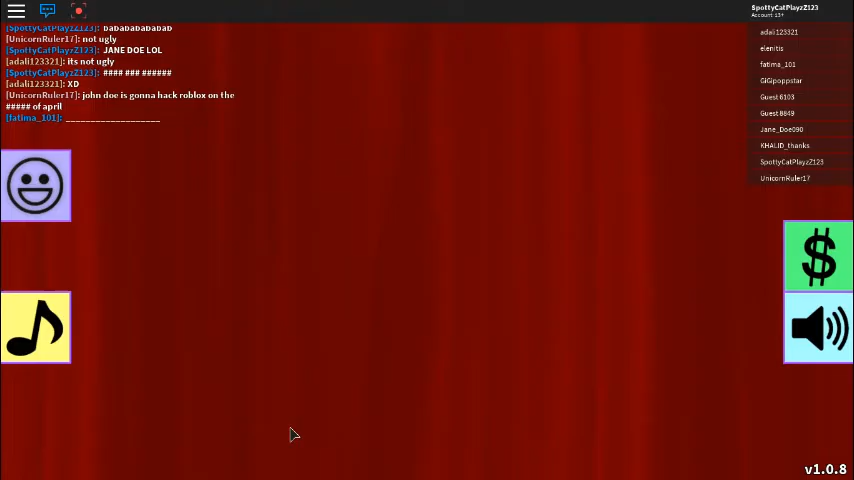 [SpottyCatPlayzZ123]: babababababab
[UnicornRuler17]: not ugly
[SpottyCatPlayzZ123]: JANE DOE LOL
[adali123321]: its not ugly
[SpottyCatPlayzZ123]: #### ### ######
[adali123321]: XD
[UnicornRuler17]: john doe is gonna hack roblox on the
##### of april
[fatima_101]: ___________________
SpottyCatPlayzZ123
Account: 13+
adali123321
elenitis
fatima_101
GiGipoppstar
Guest 6103
Guest 8849
Jane_Doe090
KHALID_thanks
SpottyCatPlayzZ123
UnicornRuler17
$
v1.0.8